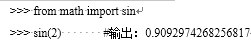 >>> from math import sin
>>> sin(2) #输出：0.9092974268256817